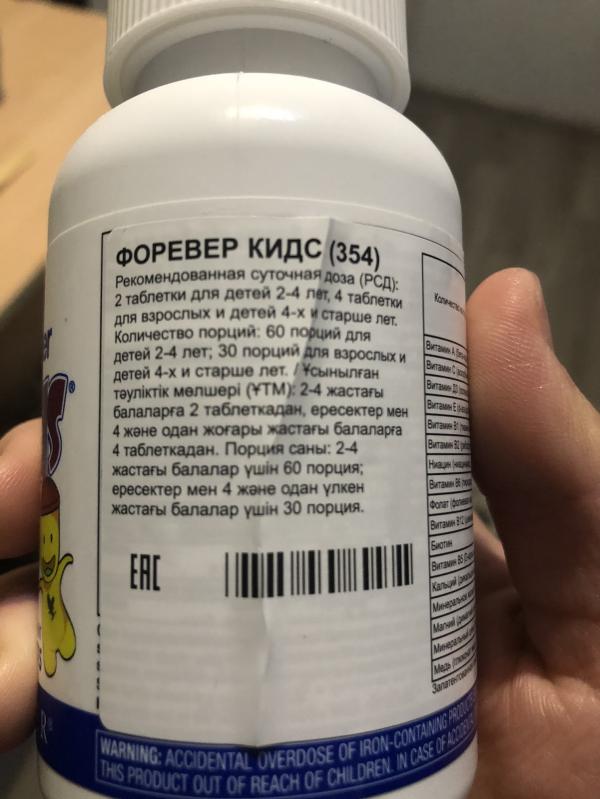 ФОРЕВЕР КИДС (354)
Рекомендованная суточная доза (РСД):
2 таблетки для детей 2-4 лет, 4 таблетки
для взрослых и детей 4-х и старше лет.
Количество порций: 60 порций для
детей 2-4 лет; 30 порций для взрослых и
детей 4-х и старше лет. / Ұсынылған
тәуліктік мөлшері (ҰТМ): 2-4 жастағы
балаларға 2 таблеткадан, ересектер мен
4 және одан жоғары жастағы балаларға
4 таблеткадан. Порция саны: 2-4
жастағы балалар үшін 60 порция;
ересектер мен 4 және одан үлкен
жастағы балалар үшін 30 порция.
EAC
Количество
Витамин А
Витамин С
Витамин Д3
Витамин Е
Витамин В1
Витамин В2
Ниацин
Витамин В6
Фолат
Витамин В12
Биотин
Витамин В5
Кальций
Минеральное
Магний
Минеральный
Медь
WARNING: ACCIDENTAL OVERDOSE OF IRON-CONTAINING
THIS PRODUCT OUT OF REACH OF CHILDREN. IN CASE OF